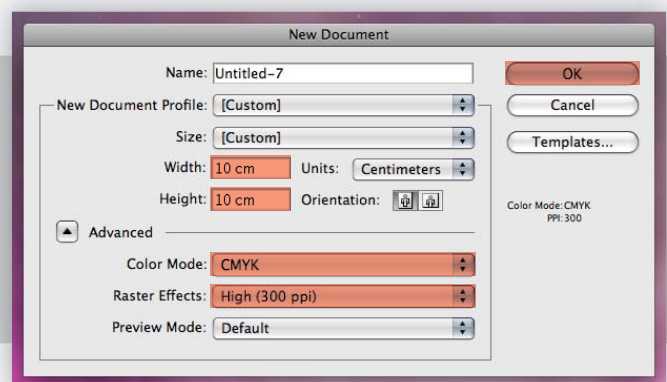 New Document
Name: Untitled-7
OK
New Document Profile: [Custom]
Cancel
Size: [Custom]
Templates...
Width: 10 cm Units: Centimeters
Height: 10 cm Orientation:
Color Mode: CMYK
PPI: 300
Advanced
Color Mode: CMYK
Raster Effects: High (300 ppi)
Preview Mode: Default